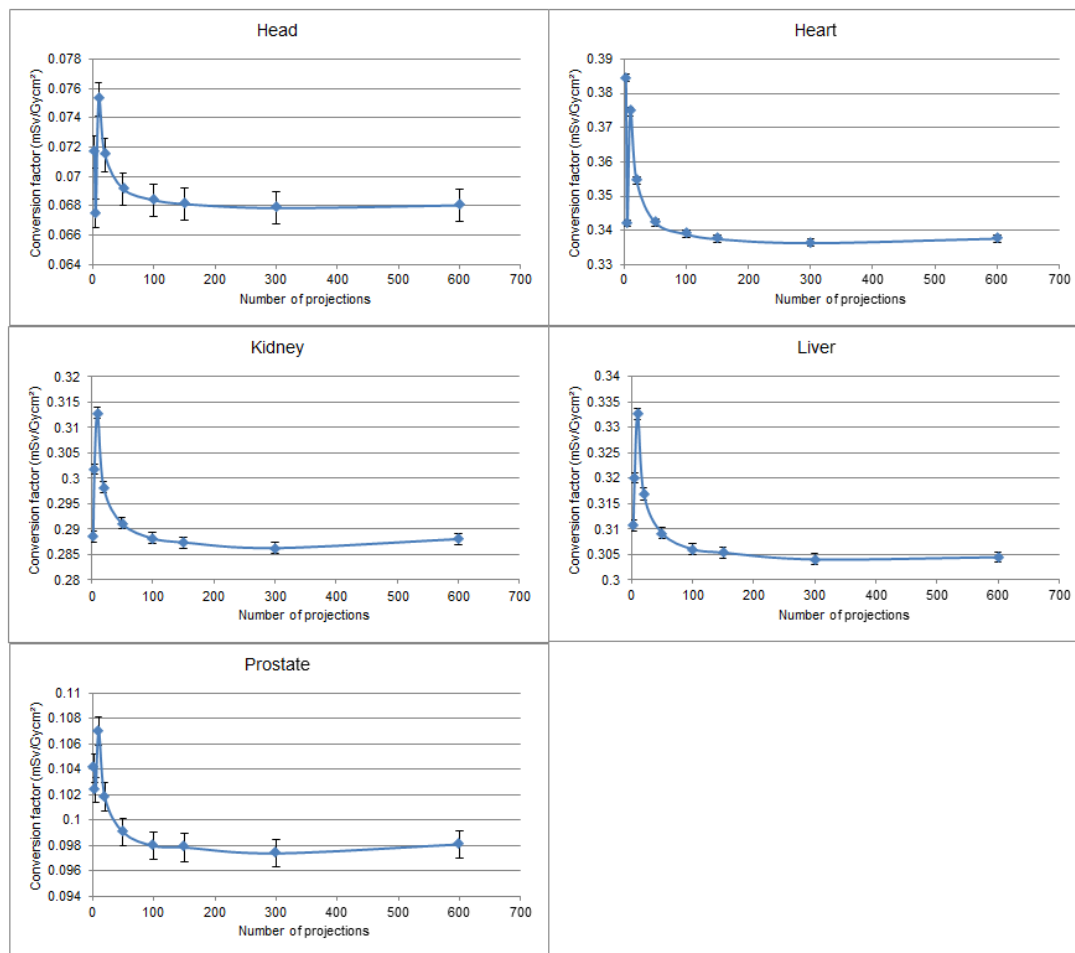 Head
Conversion factor (mSv/Gycm²)
0.078
0.076
0.074
0.072
0.07
0.068
0.066
0.064
0 100 200 300 400 500 600 700
Number of projections
Heart
Conversion factor (mSv/Gycm²)
0.39
0.38
0.37
0.36
0.35
0.34
0.33
0 100 200 300 400 500 600 700
Number of projections
Kidney
Conversion factor (mSv/Gycm²)
0.32
0.315
0.31
0.305
0.3
0.295
0.29
0.285
0.28
0 100 200 300 400 500 600 700
Number of projections
Liver
Conversion factor (mSv/Gycm²)
0.34
0.335
0.33
0.325
0.32
0.315
0.31
0.305
0.3
0 100 200 300 400 500 600 700
Number of projections
Prostate
Conversion factor (mSv/Gycm²)
0.11
0.108
0.106
0.104
0.102
0.1
0.098
0.096
0.094
0 100 200 300 400 500 600 700
Number of projections